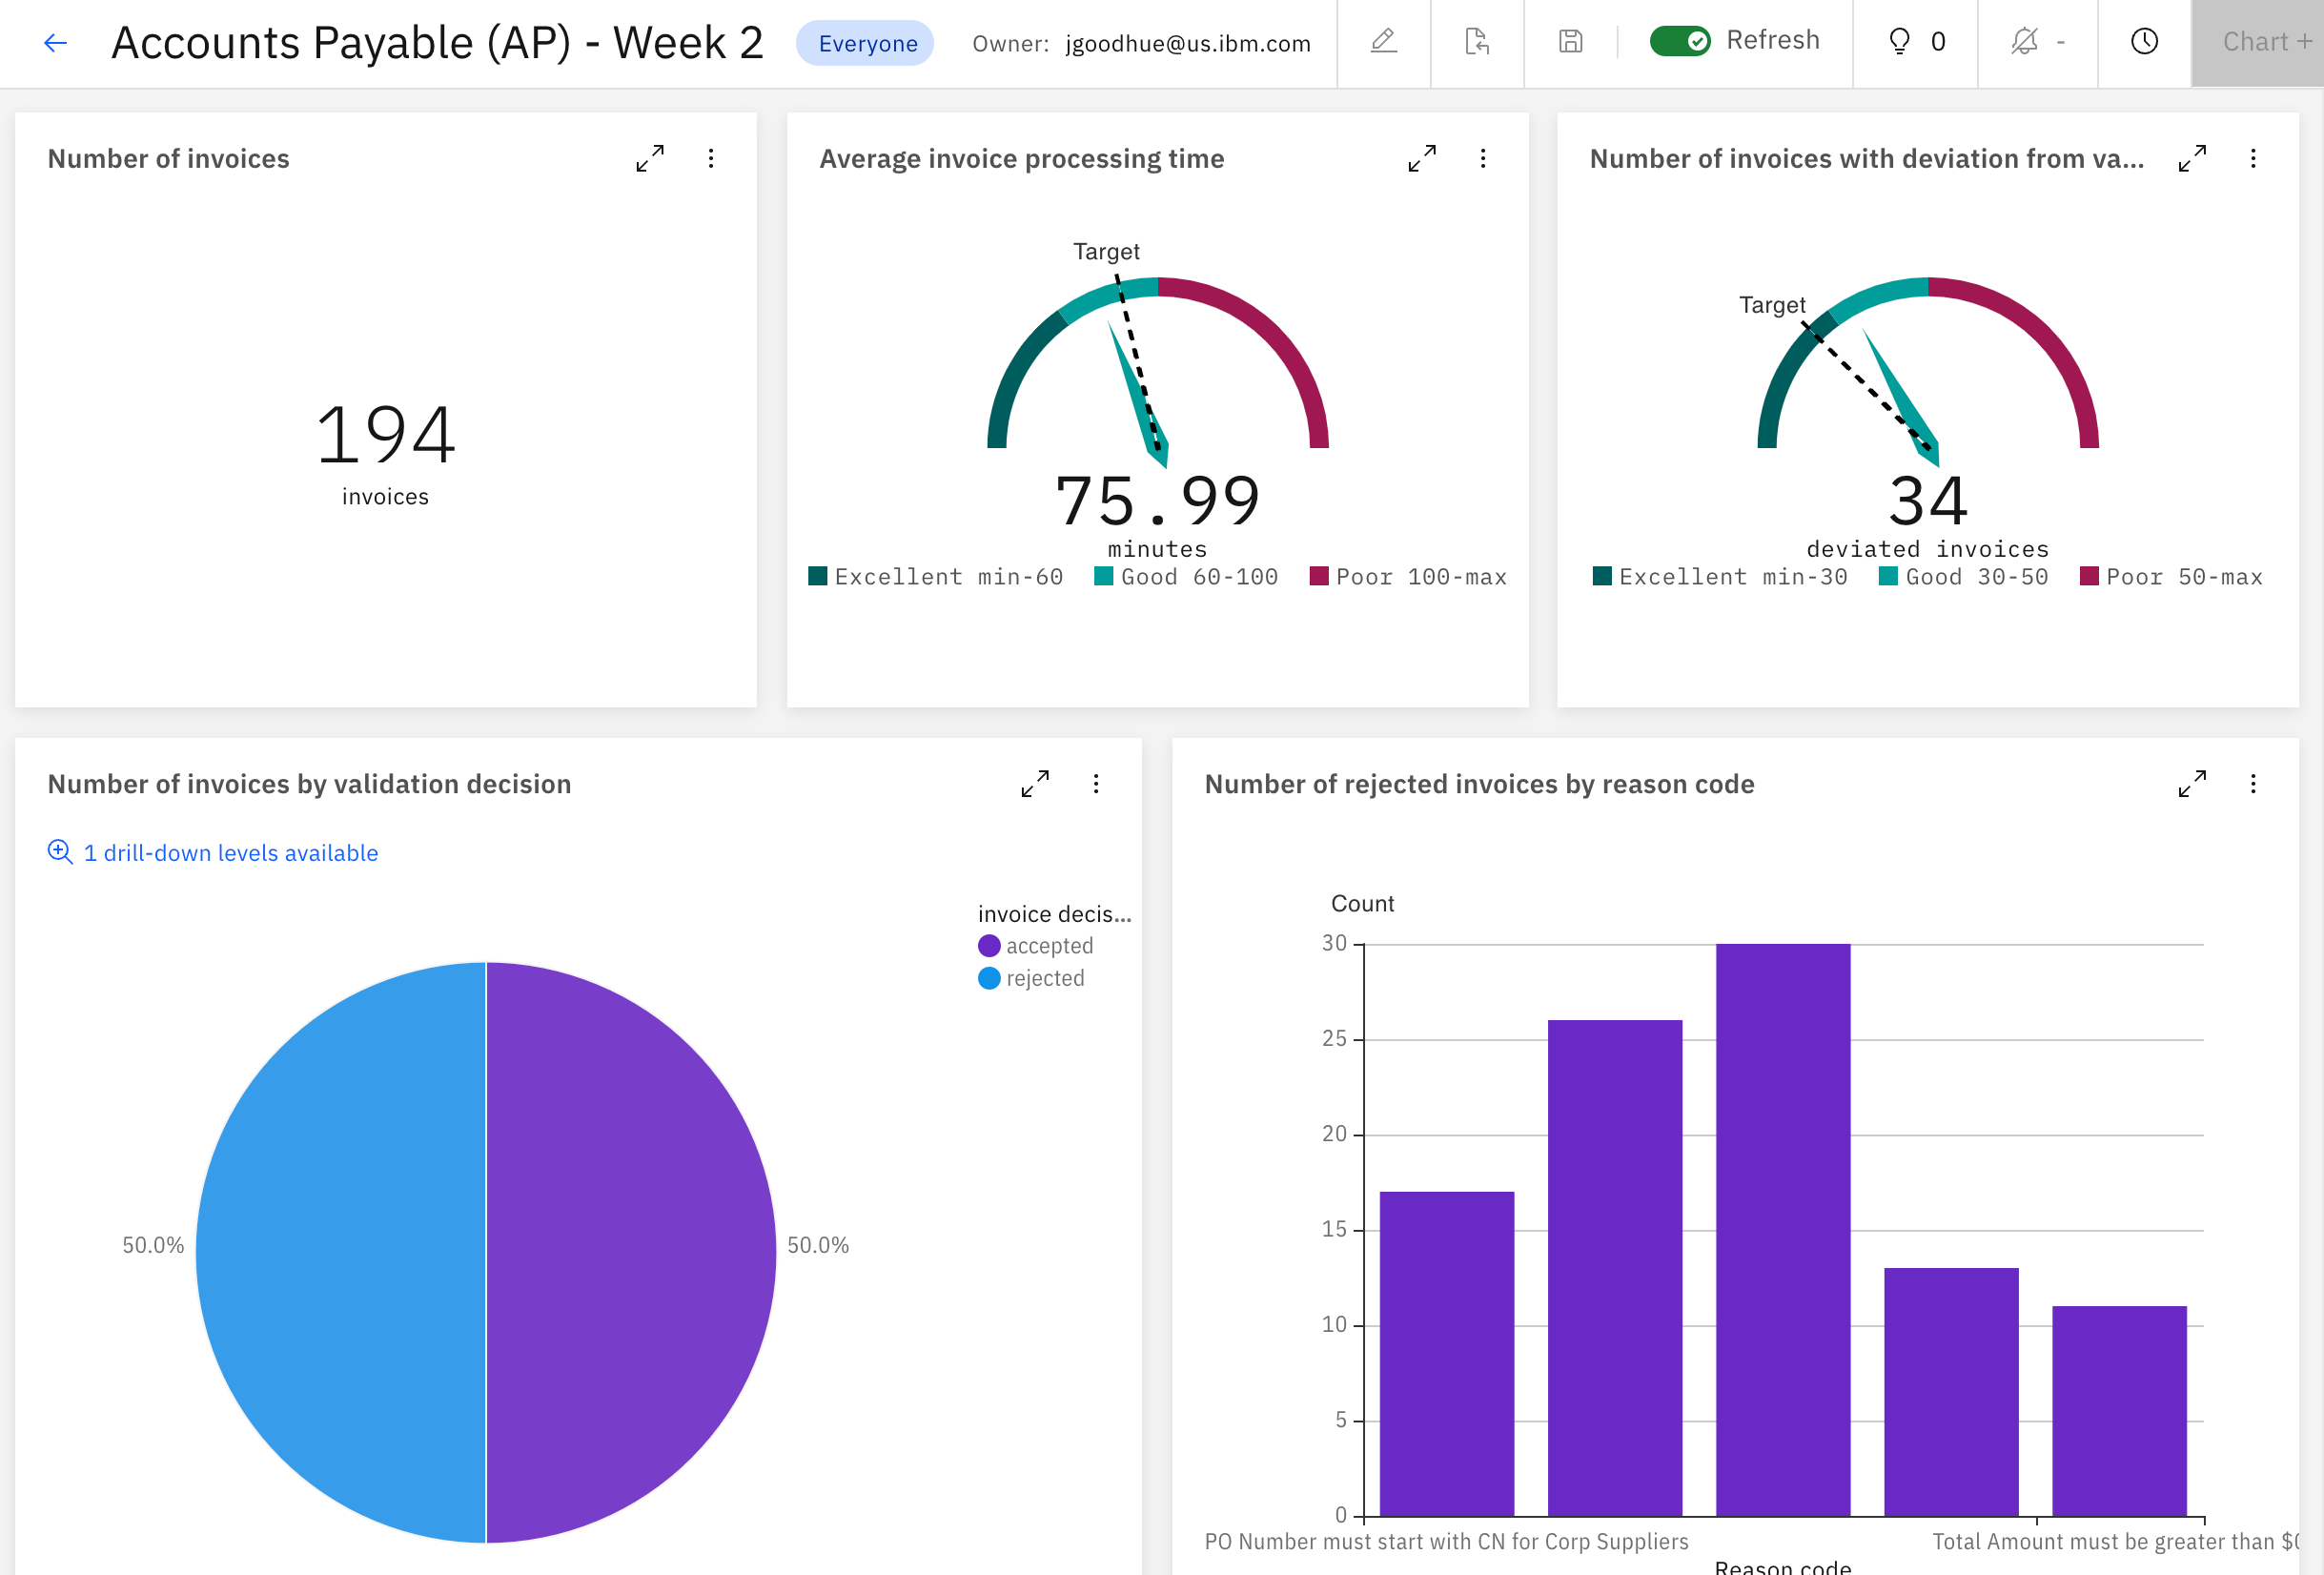 Accounts Payable (AP) - Week 2
Everyone
Owner: jgoodhue@us.ibm.com
Refresh
0
-
Chart +
Number of invoices
194
invoices
Average invoice processing time
Target
75.99
minutes
Excellent min-60
Good 60-100
Poor 100-max
Number of invoices with deviation from va...
Target
34
deviated invoices
Excellent min-30
Good 30-50
Poor 50-max
Number of invoices by validation decision
1 drill-down levels available
invoice decis...
accepted
rejected
50.0%
50.0%
Number of rejected invoices by reason code
Count
30
25
20
15
10
5
0
PO Number must start with CN for Corp Suppliers
Total Amount must be greater than $0
Reason code